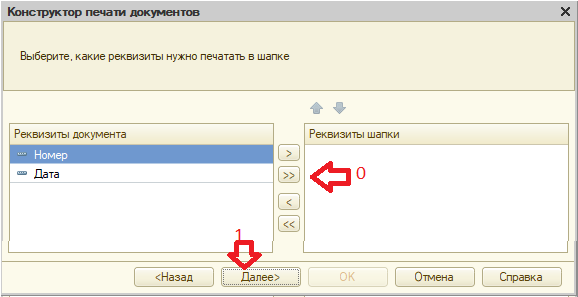 Конструктор печати документов
Выберите, какие реквизиты нужно печатать в шапке
Реквизиты документа
Реквизиты шапки
Номер
Дата
>
>>
<
<<
0
1
<Назад
Далее>
OK
Отмена
Справка